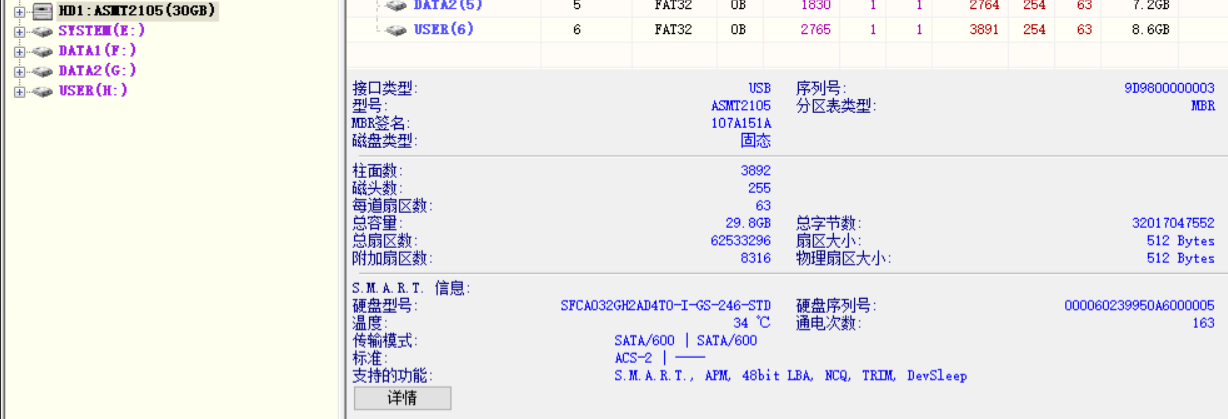 HD1:ASMT2105(30GB)
SYSTEM(E:)
DATA1(F:)
DATA2(G:)
USER(H:)
DATA2(5) 5 FAT32 0B 1830 1 1 2764 254 63 7.2GB
USER(6) 6 FAT32 0B 2765 1 1 3891 254 63 8.6GB
接口类型: USB 序列号: 9D9800000003
型号: ASMT2105 分区表类型: MBR
MBR签名: 107A151A
磁盘类型: 固态
柱面数: 3892
磁头数: 255
每道扇区数: 63
总容量: 29.8GB 总字节数: 32017047552
总扇区数: 62533296 扇区大小: 512 Bytes
附加扇区数: 8316 物理扇区大小: 512 Bytes
S.M.A.R.T. 信息:
硬盘型号: SFCA032GH2AD4TO-I-GS-246-STD 硬盘序列号: 000060239950A6000005
温度: 34 ℃ 通电次数: 163
传输模式: SATA/600 | SATA/600
标准: ACS-2 | ----
支持的功能: S.M.A.R.T., APM, 48bit LBA, NCQ, TRIM, DevSleep
详情